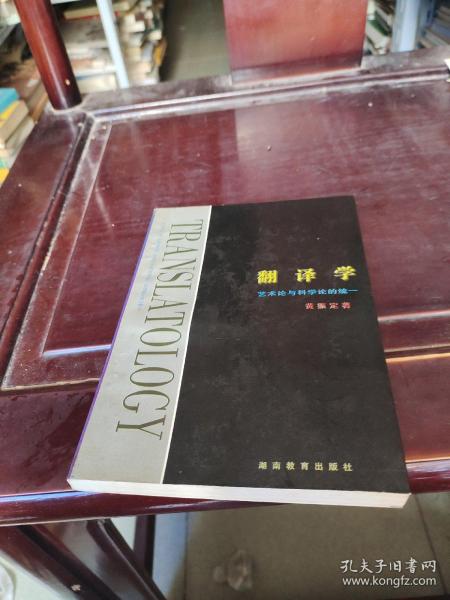 TRANSLATOLOGY
翻译学
艺术论与科学论的统一
黄振定著
湖南教育出版社
孔夫子旧书网
www.kongfz.com